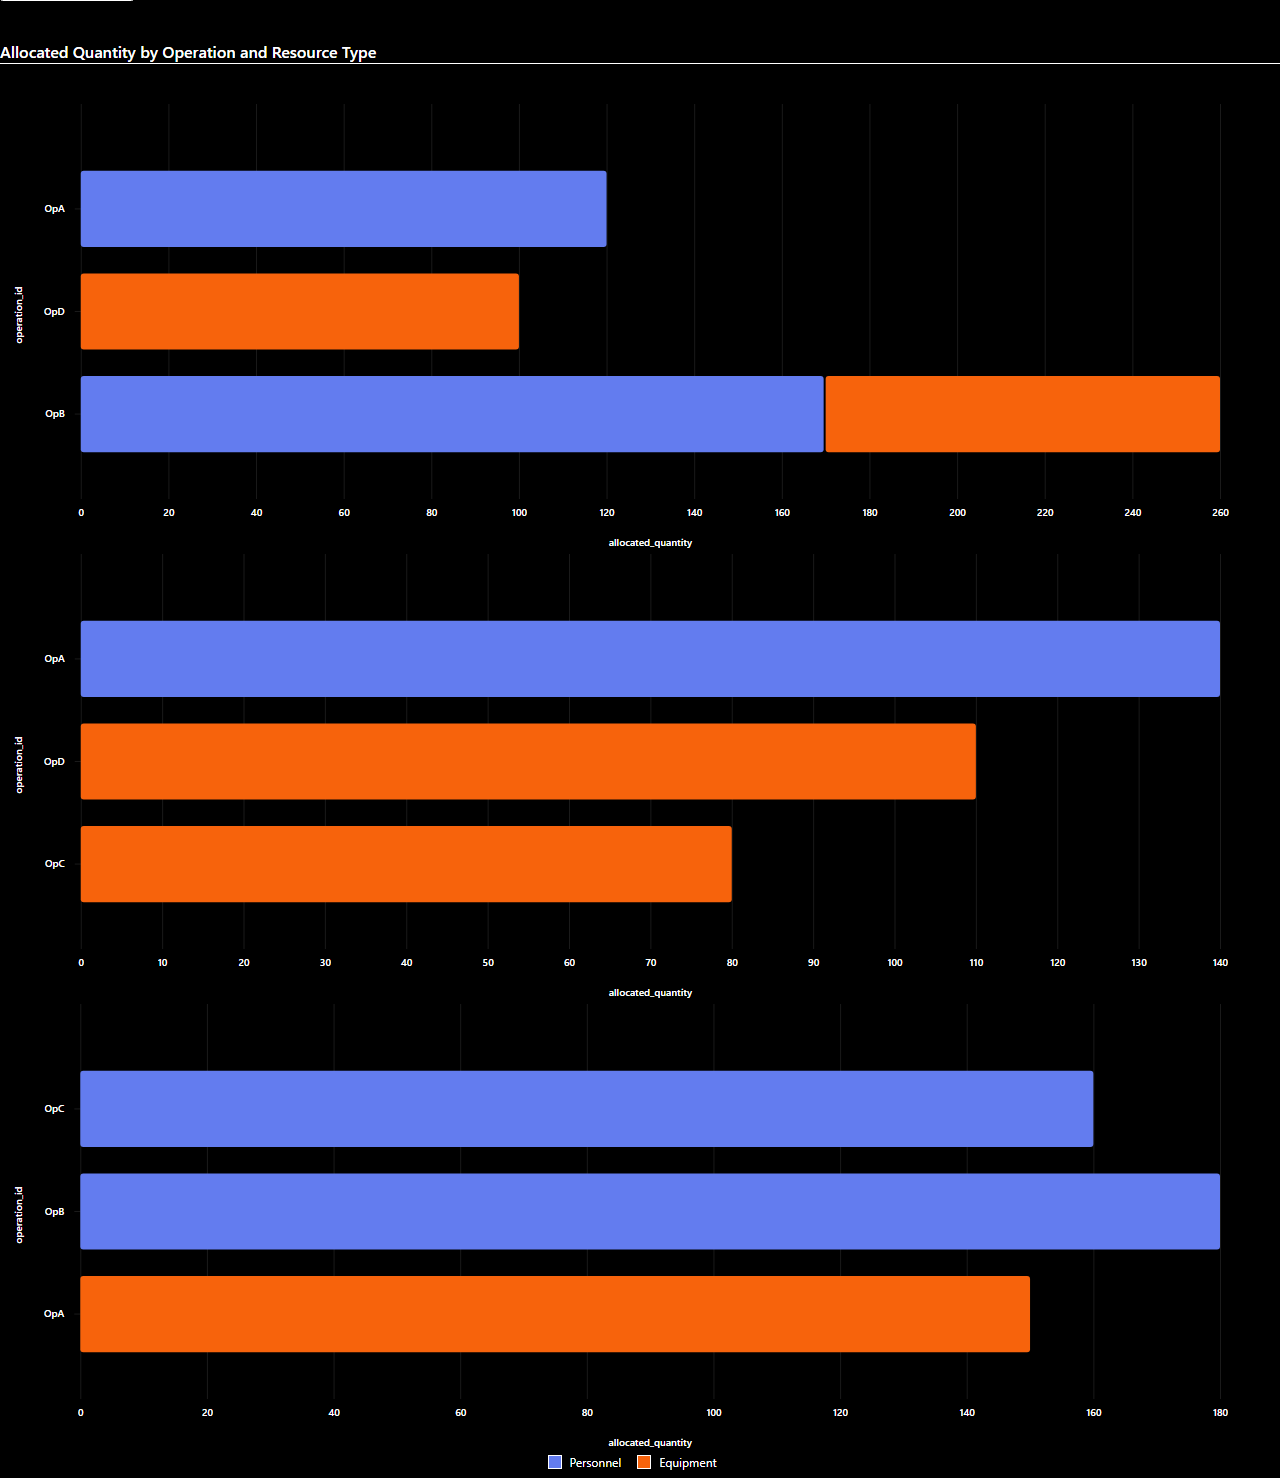 Allocated Quantity by Operation and Resource Type
operation_id
OpA
OpD
OpB
0 20 40 60 80 100 120 140 160 180 200 220 240 260
allocated_quantity
operation_id
OpA
OpD
OpC
0 10 20 30 40 50 60 70 80 90 100 110 120 130 140
allocated_quantity
operation_id
OpC
OpB
OpA
0 20 40 60 80 100 120 140 160 180
allocated_quantity
Personnel Equipment